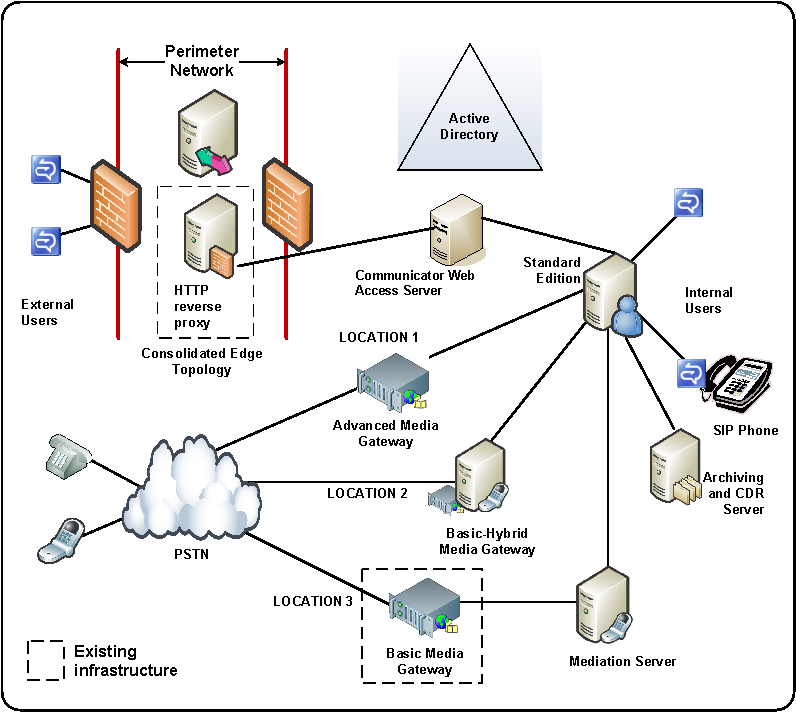 Perimeter
Network
Active
Directory
External
Users
HTTP
reverse
proxy
Consolidated Edge
Topology
Communicator Web
Access Server
Standard
Edition
Internal
Users
LOCATION 1
Advanced Media
Gateway
SIP Phone
LOCATION 2
Basic-Hybrid
Media Gateway
Archiving
and CDR
Server
PSTN
LOCATION 3
Basic Media
Gateway
Mediation Server
Existing
infrastructure